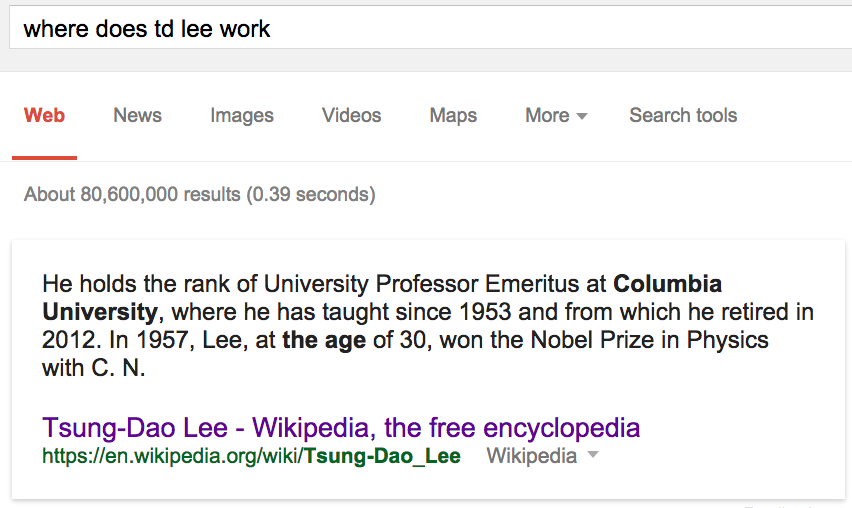 where does td lee work
Web News Images Videos Maps More Search tools
About 80,600,000 results (0.39 seconds)
He holds the rank of University Professor Emeritus at Columbia
University, where he has taught since 1953 and from which he retired in
2012. In 1957, Lee, at the age of 30, won the Nobel Prize in Physics
with C. N.
Tsung-Dao Lee - Wikipedia, the free encyclopedia
https://en.wikipedia.org/wiki/Tsung-Dao_Lee Wikipedia